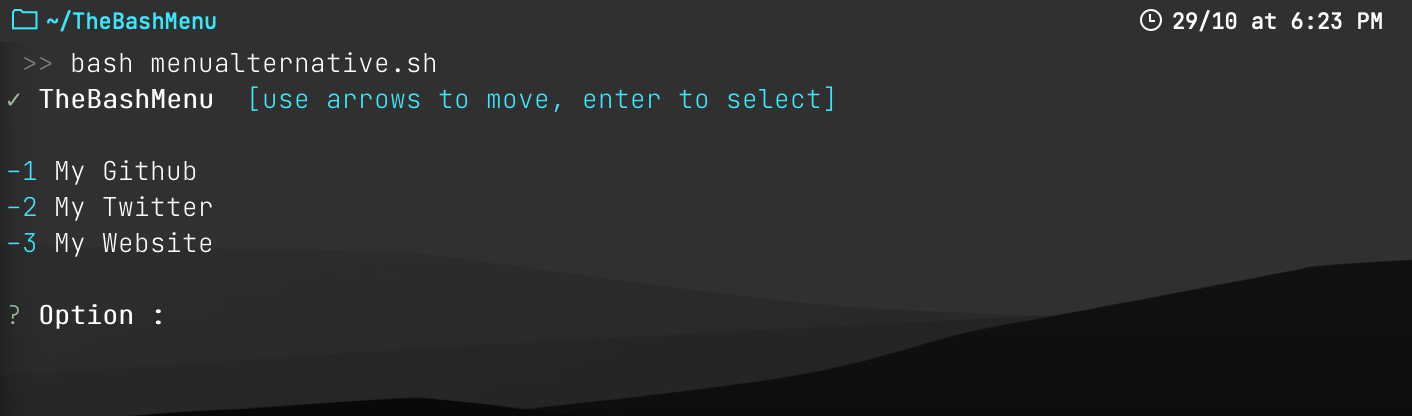 ~/TheBashMenu 29/10 at 6:23 PM
>> bash menualternative.sh
✓ TheBashMenu [use arrows to move, enter to select]
-1 My Github
-2 My Twitter
-3 My Website
? Option :